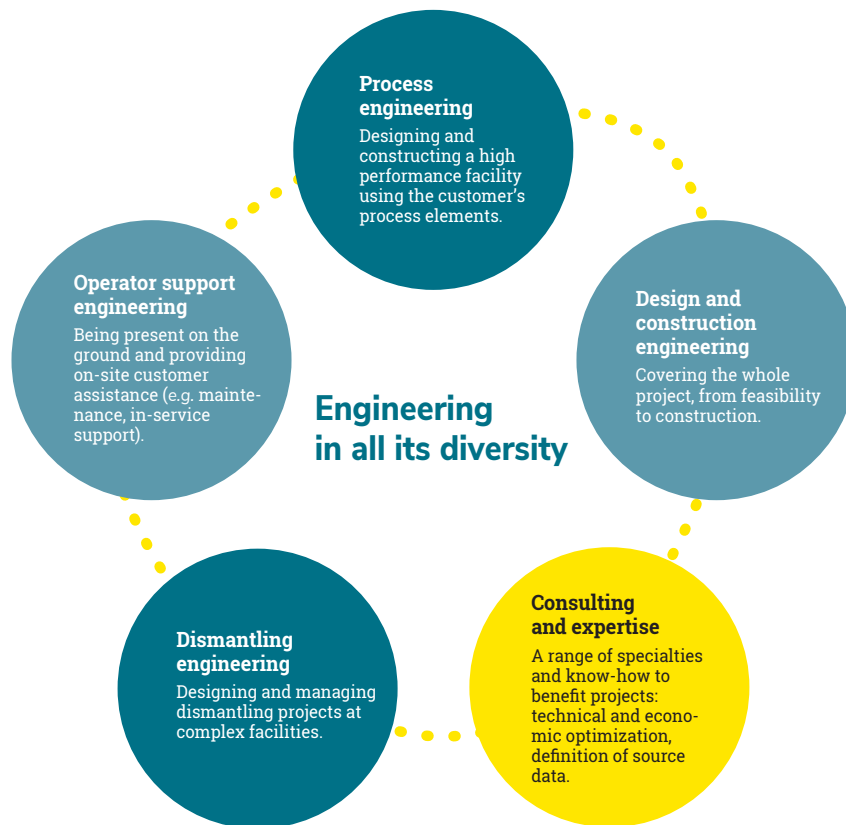 Process
engineering
Designing and
constructing a high
performance facility
using the customer's
process elements.
Operator support
engineering
Being present on the
ground and providing
on-site customer
assistance (e.g. mainte-
nance, in-service
support).
Design and
construction
engineering
Covering the whole
project, from feasibility
to construction.
Engineering
in all its diversity
Dismantling
engineering
Designing and managing
dismantling projects at
complex facilities.
Consulting
and expertise
A range of specialties
and know-how to
benefit projects:
technical and econo-
mic optimization,
definition of source
data.